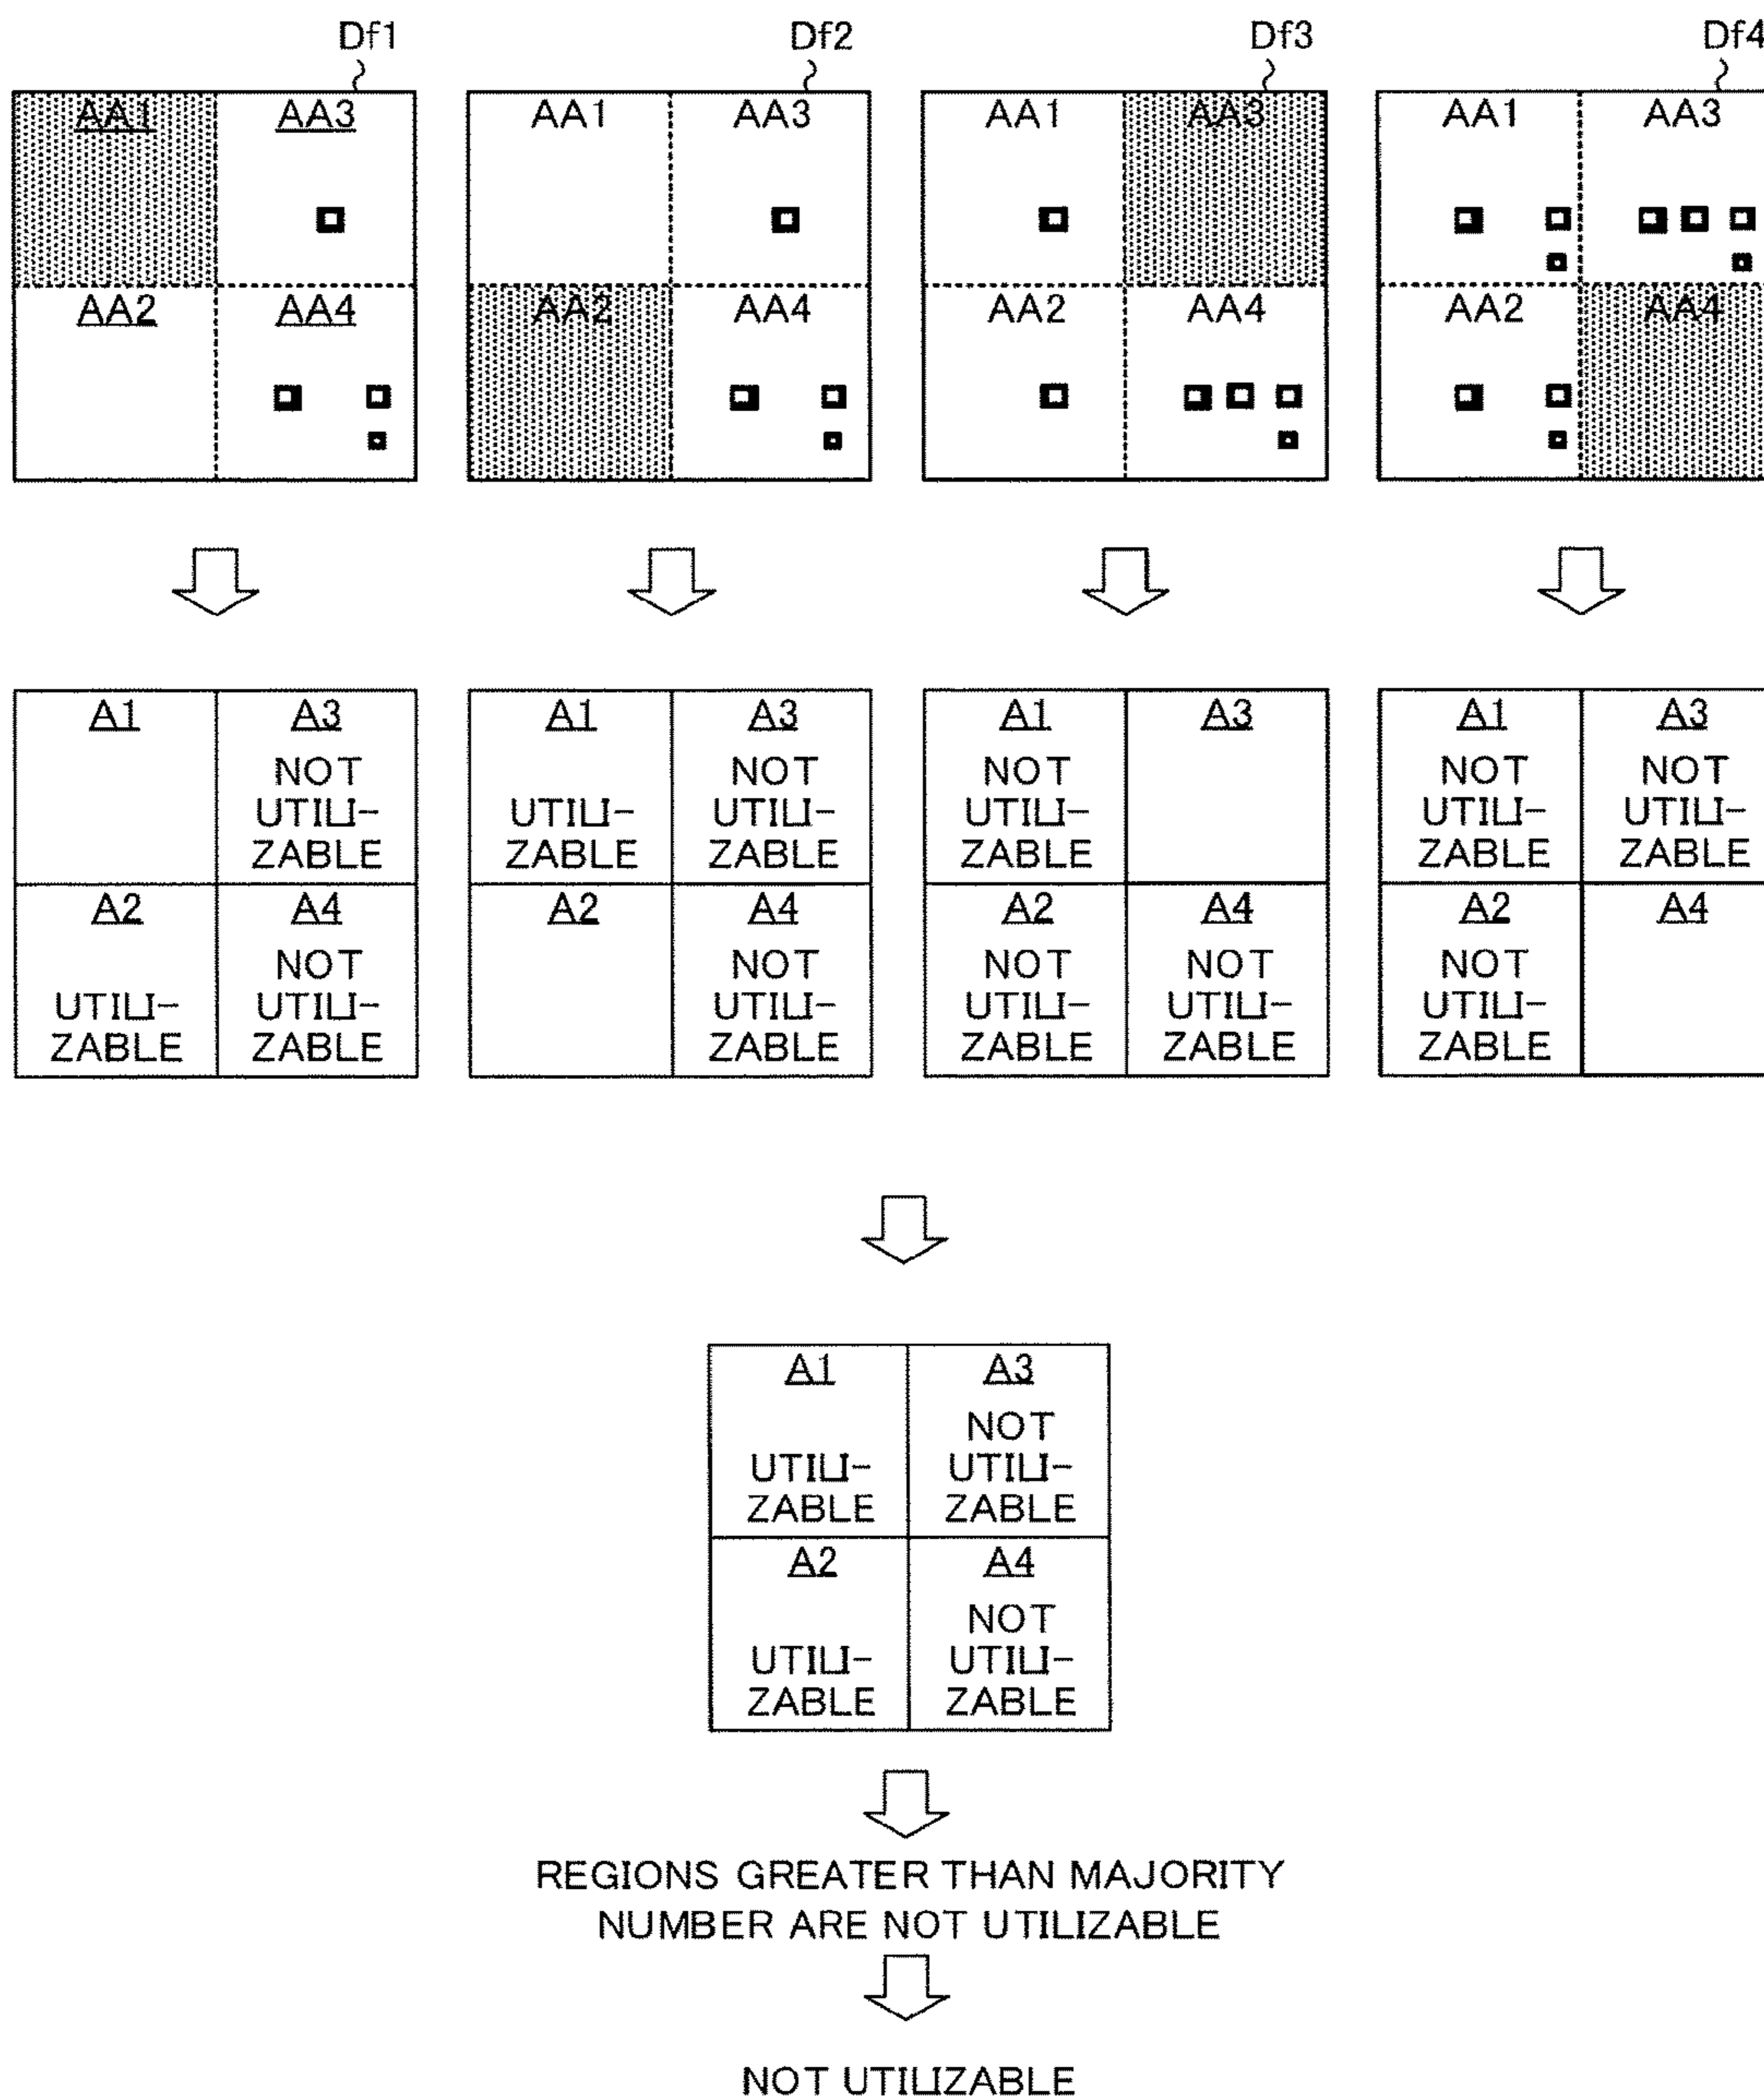 Df1
Df2
Df3
Df4
AA1 AA3
AA2 AA4
AA1 AA3
AA2 AA4
AA1 AA3
AA2 AA4
AA1 AA3
AA2 AA4
A1
A3
NOT
UTILI-
ZABLE
A2
UTILI-
ZABLE
A4
NOT
UTILI-
ZABLE
A1
UTILI-
ZABLE
A3
NOT
UTILI-
ZABLE
A2
A4
NOT
UTILI-
ZABLE
A1
NOT
UTILI-
ZABLE
A3
A2
NOT
UTILI-
ZABLE
A4
NOT
UTILI-
ZABLE
A1
NOT
UTILI-
ZABLE
A3
NOT
UTILI-
ZABLE
A2
NOT
UTILI-
ZABLE
A4
A1
UTILI-
ZABLE
A3
NOT
UTILI-
ZABLE
A2
UTILI-
ZABLE
A4
NOT
UTILI-
ZABLE
REGIONS GREATER THAN MAJORITY
NUMBER ARE NOT UTILIZABLE
NOT UTILIZABLE